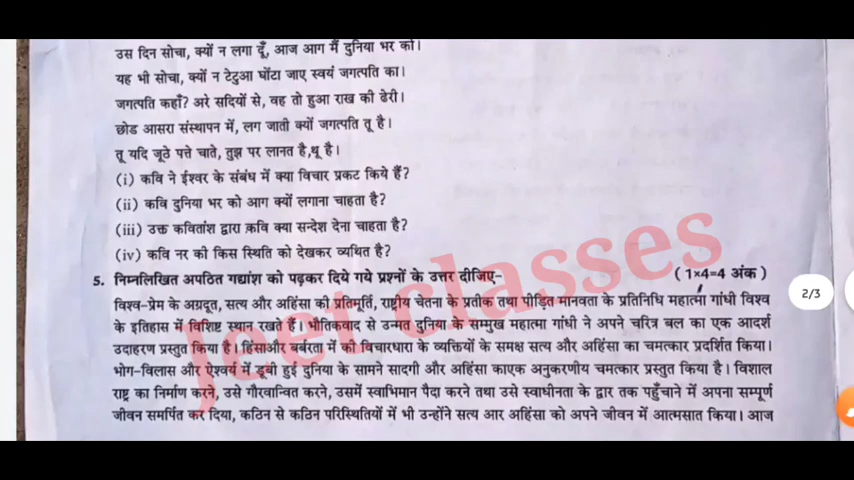 उस दिन सोचा, क्यों न लगा दूँ, आज आग मैं दुनिया भर को।
यह भी सोचा, क्यों न टेटुआ घोंटा जाए स्वयं जगत्पति का।
जगत्पति कहाँ? अरे सदियों से, वह तो हुआ राख की ढेरी।
छोड आसरा संस्थापन में, लग जाती क्यों जगत्पति तू है।
तू यदि जूठे पत्ते चाते, तुझ पर लानत है,थू है।
(i) कवि ने ईश्वर के संबंध में क्या विचार प्रकट किये हैं?
(ii) कवि दुनिया भर को आग क्यों लगाना चाहता है?
(iii) उक्त कवितांश द्वारा कवि क्या सन्देश देना चाहता है?
(iv) कवि नर की किस स्थिति को देखकर व्यथित है?
5. निम्नलिखित अपठित गद्यांश को पढ़कर दिये गये प्रश्नों के उत्तर दीजिए- (1×4=4 अंक)
विश्व-प्रेम के अग्रदूत, सत्य और अहिंसा की प्रतिमूर्ति, राष्ट्रीय चेतना के प्रतीक तथा पीड़ित मानवता के प्रतिनिधि महात्मा गांधी विश्व
के इतिहास में विशिष्ट स्थान रखते हैं। भौतिकवाद से उन्मत दुनिया के सम्मुख महात्मा गांधी ने अपने चरित्र बल का एक आदर्श
उदाहरण प्रस्तुत किया है। हिंसाऔर बर्बरता में की विचारधारा के व्यक्तियों के समक्ष सत्य और अहिंसा का चमत्कार प्रदर्शित किया।
भोग-विलास और ऐश्वर्य में डूबी हुई दुनिया के सामने सादगी और अहिंसा काएक अनुकरणीय चमत्कार प्रस्तुत किया है। विशाल
राष्ट्र का निर्माण करने, उसे गौरवान्वित करने, उसमें स्वाभिमान पैदा करने तथा उसे स्वाधीनता के द्वार तक पहुँचाने में अपना सम्पूर्ण
जीवन समर्पित कर दिया, कठिन से कठिन परिस्थितियों में भी उन्होंने सत्य आर अहिंसा को अपने जीवन में आत्मसात किया। आज
2/3
Jeet classes